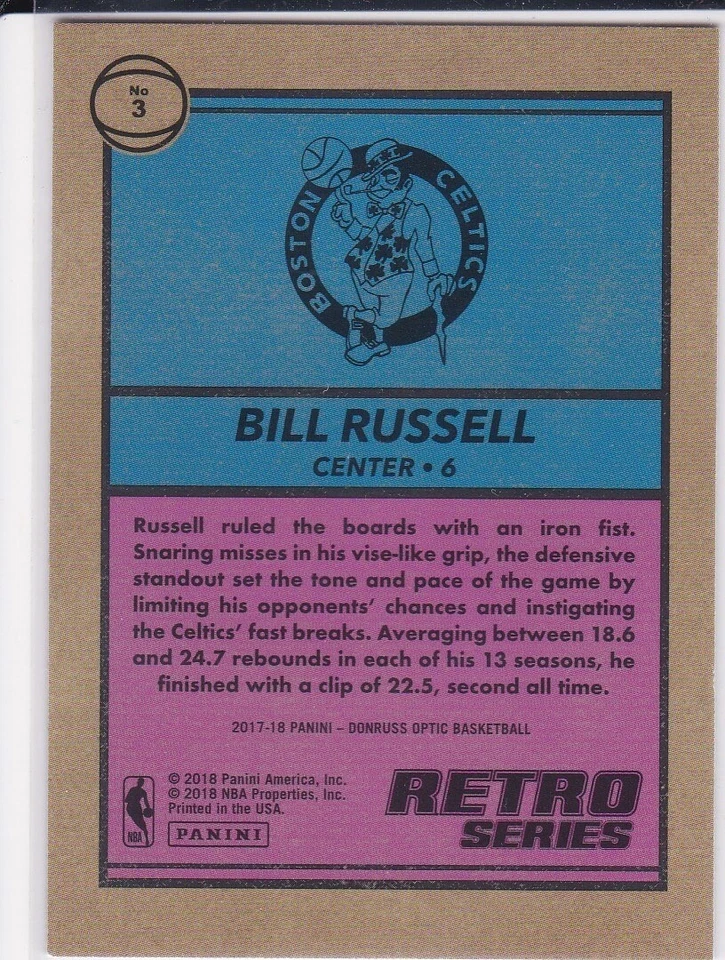 No
3
BOSTON CELTICS
BILL RUSSELL
CENTER • 6
Russell ruled the boards with an iron fist.
Snaring misses in his vise-like grip, the defensive
standout set the tone and pace of the game by
limiting his opponents' chances and instigating
the Celtics' fast breaks. Averaging between 18.6
and 24.7 rebounds in each of his 13 seasons, he
finished with a clip of 22.5, second all time.
2017-18 PANINI – DONRUSS OPTIC BASKETBALL
© 2018 Panini America, Inc.
© 2018 NBA Properties, Inc.
Printed in the USA.
NBA
PANINI
RETRO
SERIES